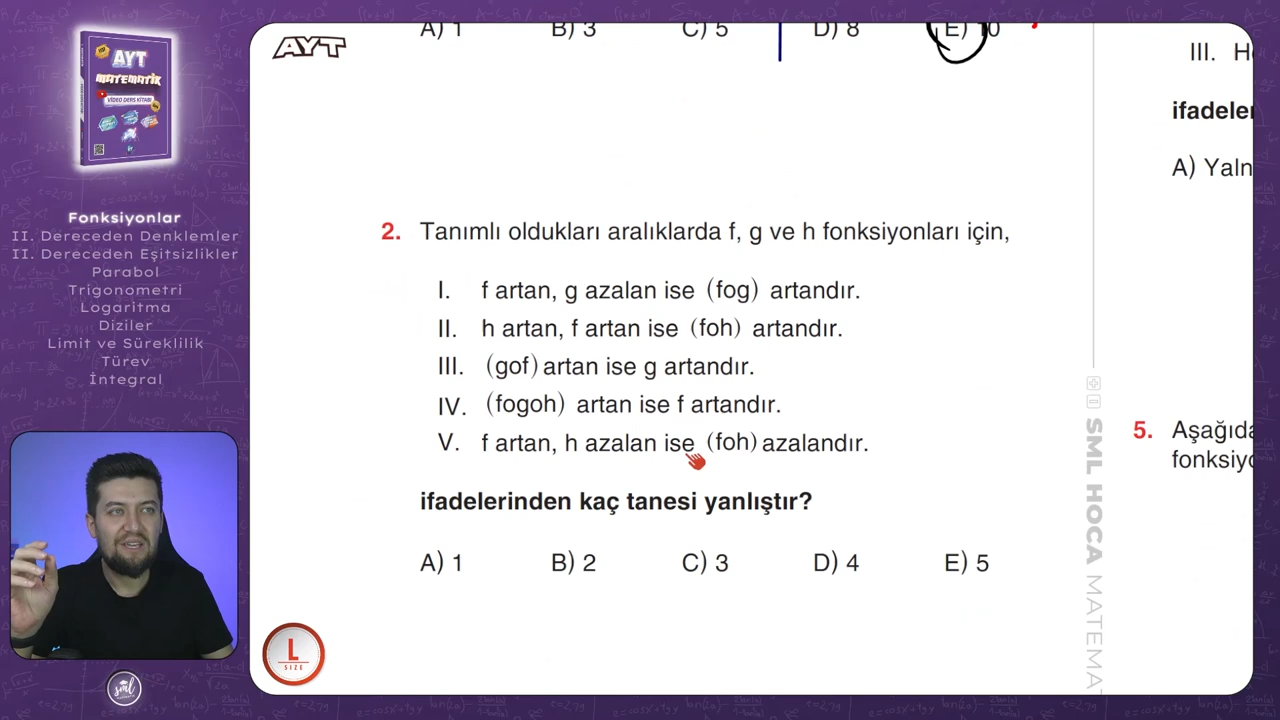 AYT
MATEMATİK
VİDEO DERS KİTABI
Fonksiyonlar
II. Dereceden Denklemler
II. Dereceden Eşitsizlikler
Parabol
Trigonometri
Logaritma
Diziler
Limit ve Süreklilik
Türev
İntegral
sml
AYT
A) 1 B) 3 C) 5 D) 8 E) 10
2. Tanımlı oldukları aralıklarda f, g ve h fonksiyonları için,
I. f artan, g azalan ise (fog) artandır.
II. h artan, f artan ise (foh) artandır.
III. (gof) artan ise g artandır.
IV. (fogoh) artan ise f artandır.
V. f artan, h azalan ise (foh) azalandır.
ifadelerinden kaç tanesi yanlıştır?
A) 1 B) 2 C) 3 D) 4 E) 5
L
SIZE
SML HOCA MATEMA
III. H
ifadele
A) Yaln
5. Aşağıda
fonksiyo